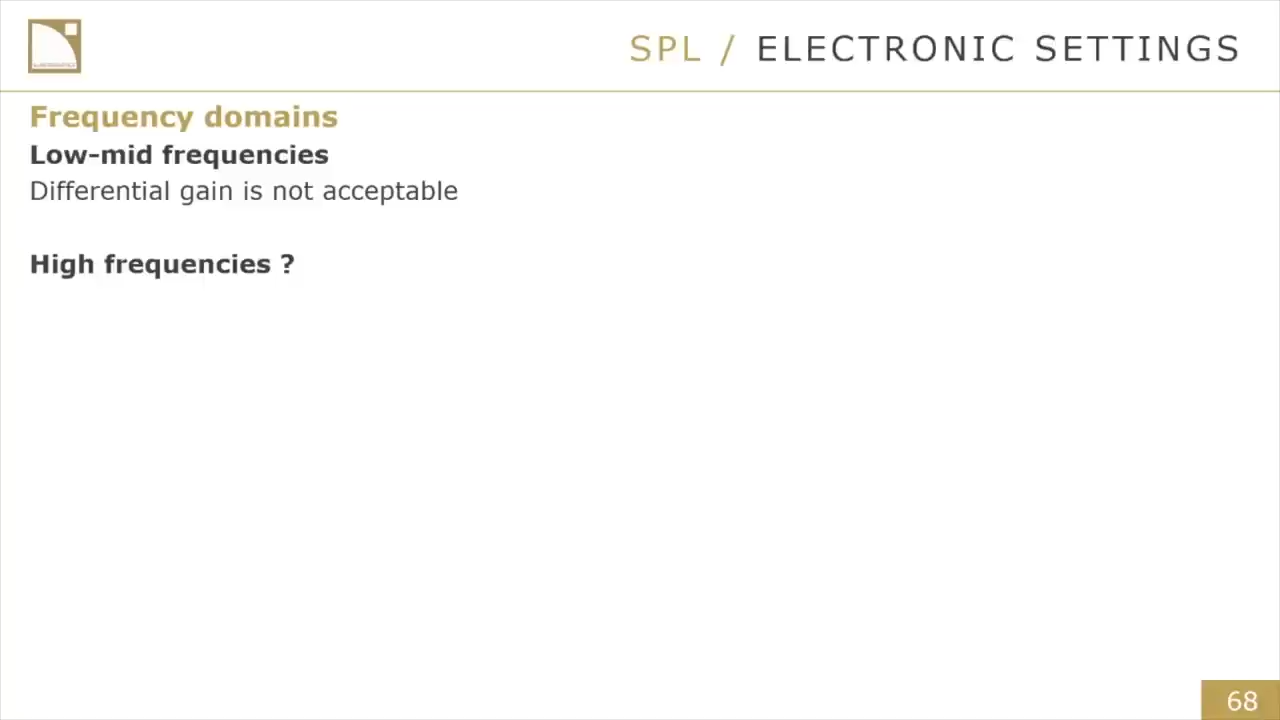 SPL / ELECTRONIC SETTINGS
Frequency domains
Low-mid frequencies
Differential gain is not acceptable
High frequencies ?
68